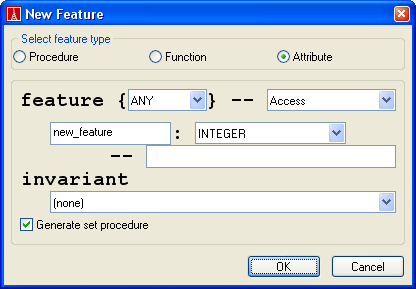 New Feature
Select feature type
Procedure Function Attribute
feature { ANY } -- Access
new_feature : INTEGER
--
invariant
(none)
Generate set procedure
OK Cancel